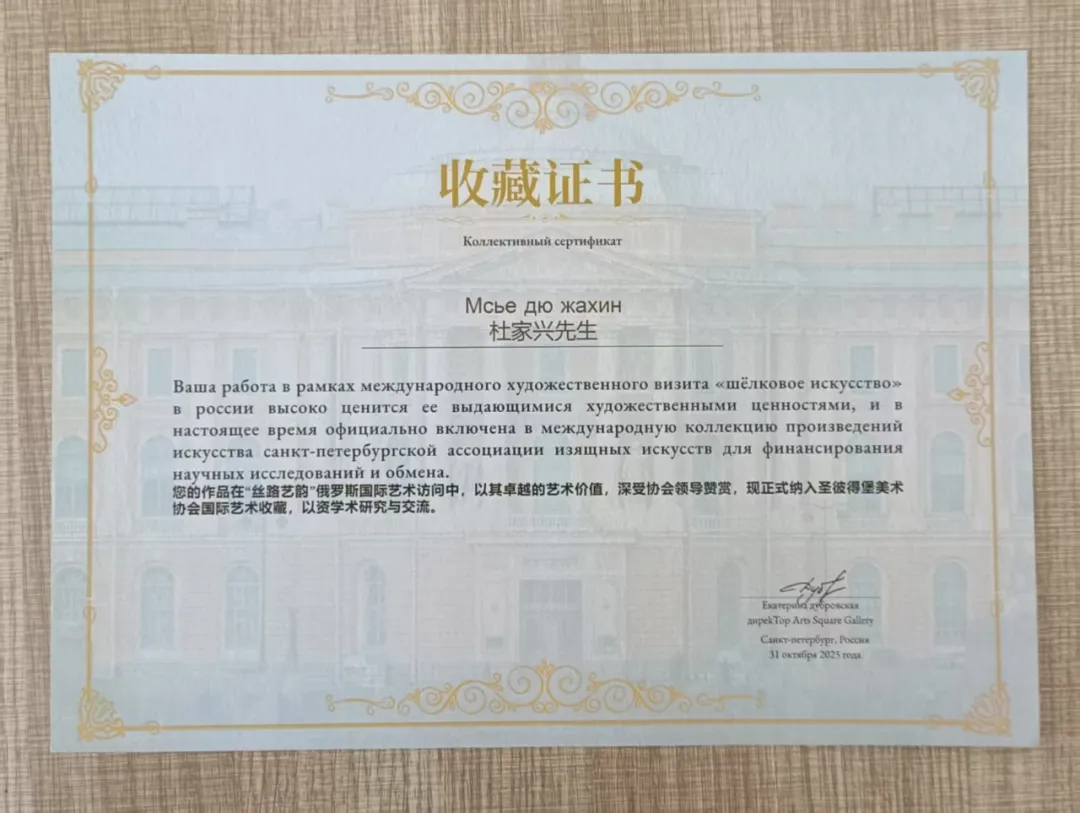 收藏证书
Коллективный сертификат
Мсье дю жахин
杜家兴先生
Ваша работа в рамках международного художественного визита «шёлковое искусство»
в россии высоко ценится ее выдающимися художественными ценностями, и в
настоящее время официально включена в международную коллекцию произведений
искусства санкт-петербургской ассоциации изящных искусств для финансирования
научных исследований и обмена.
您的作品在“丝路艺韵”俄罗斯国际艺术访问中，以其卓越的艺术价值，深受协会领导赞赏，现正式纳入圣彼得堡美术
协会国际艺术收藏，以资学术研究与交流。
Екатерина дубровская
дирекTop Arts Square Gallery
Санкт-петербург, Россия
31 октября 2025 года